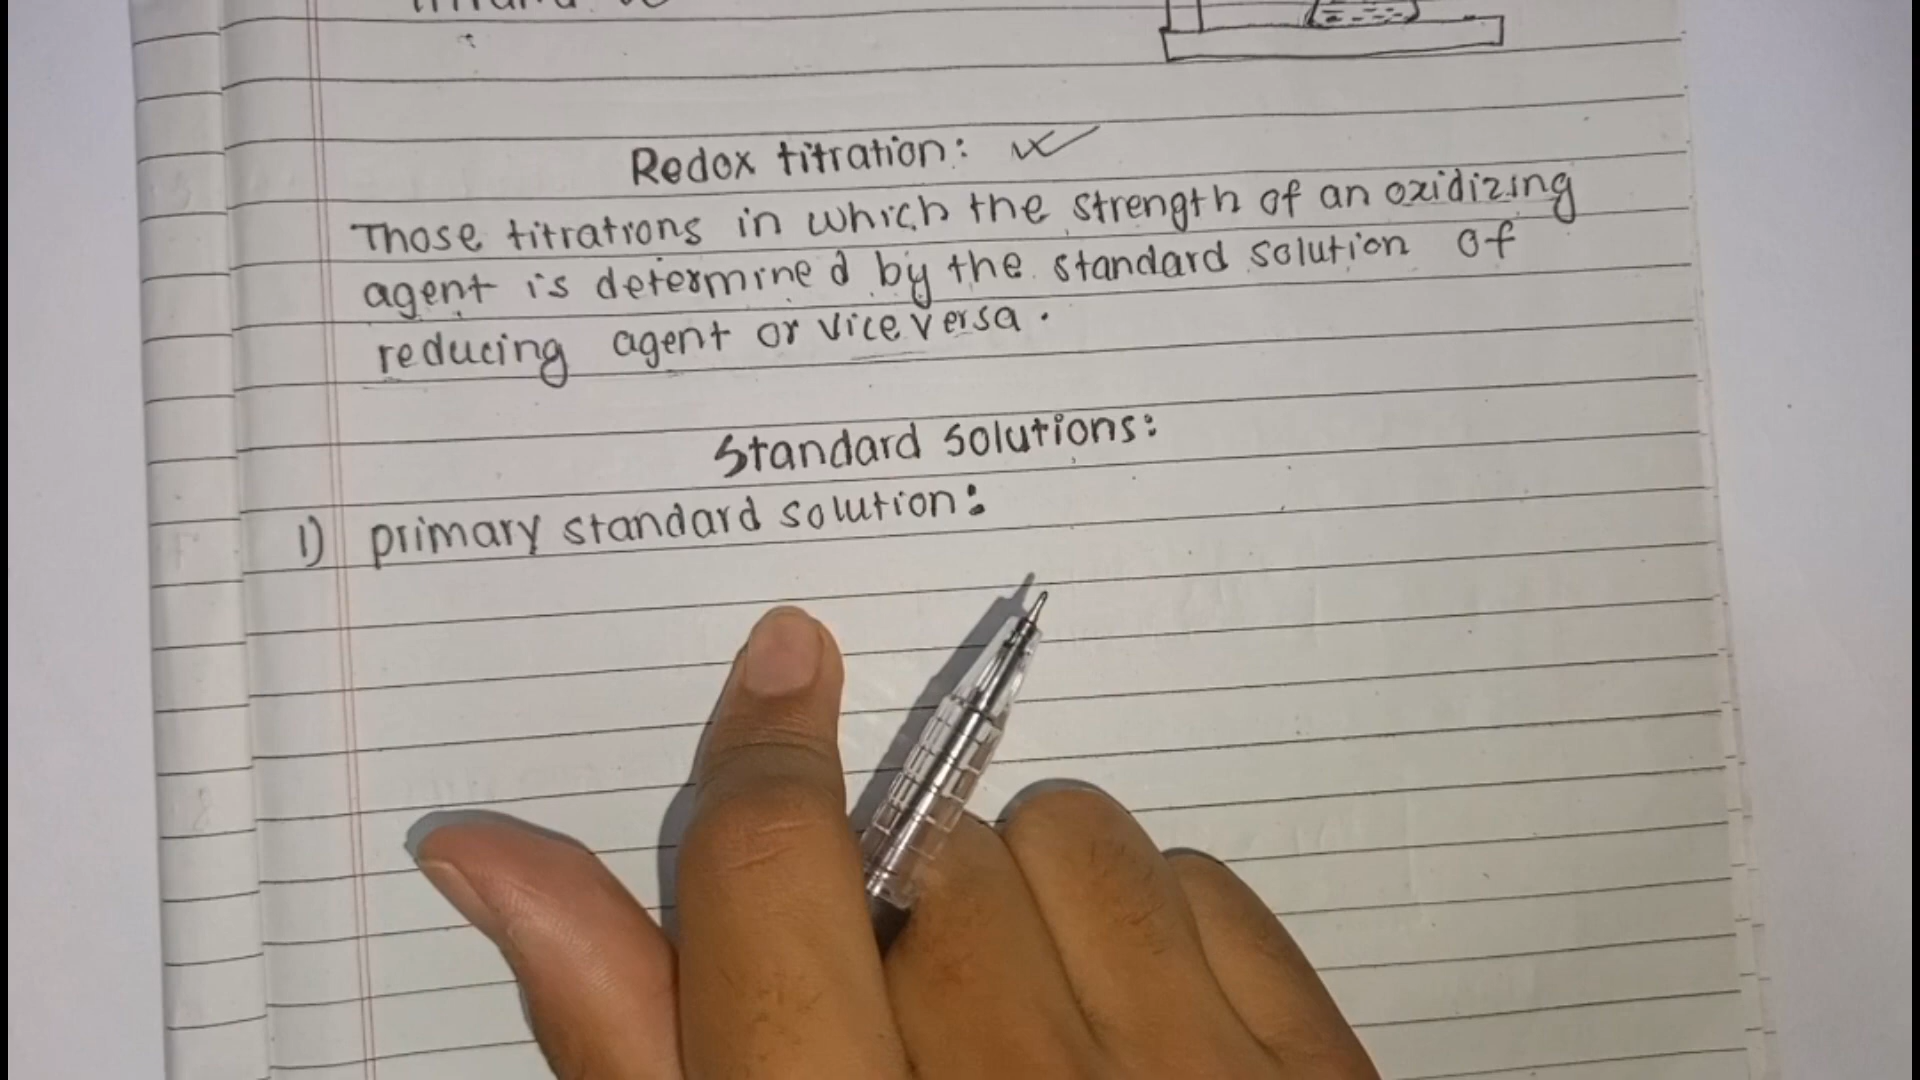 Redox titration:
Those titrations in which the strength of an oxidizing
agent is determined by the standard solution of
reducing agent or vice versa.
Standard solutions:
1) primary standard solution: